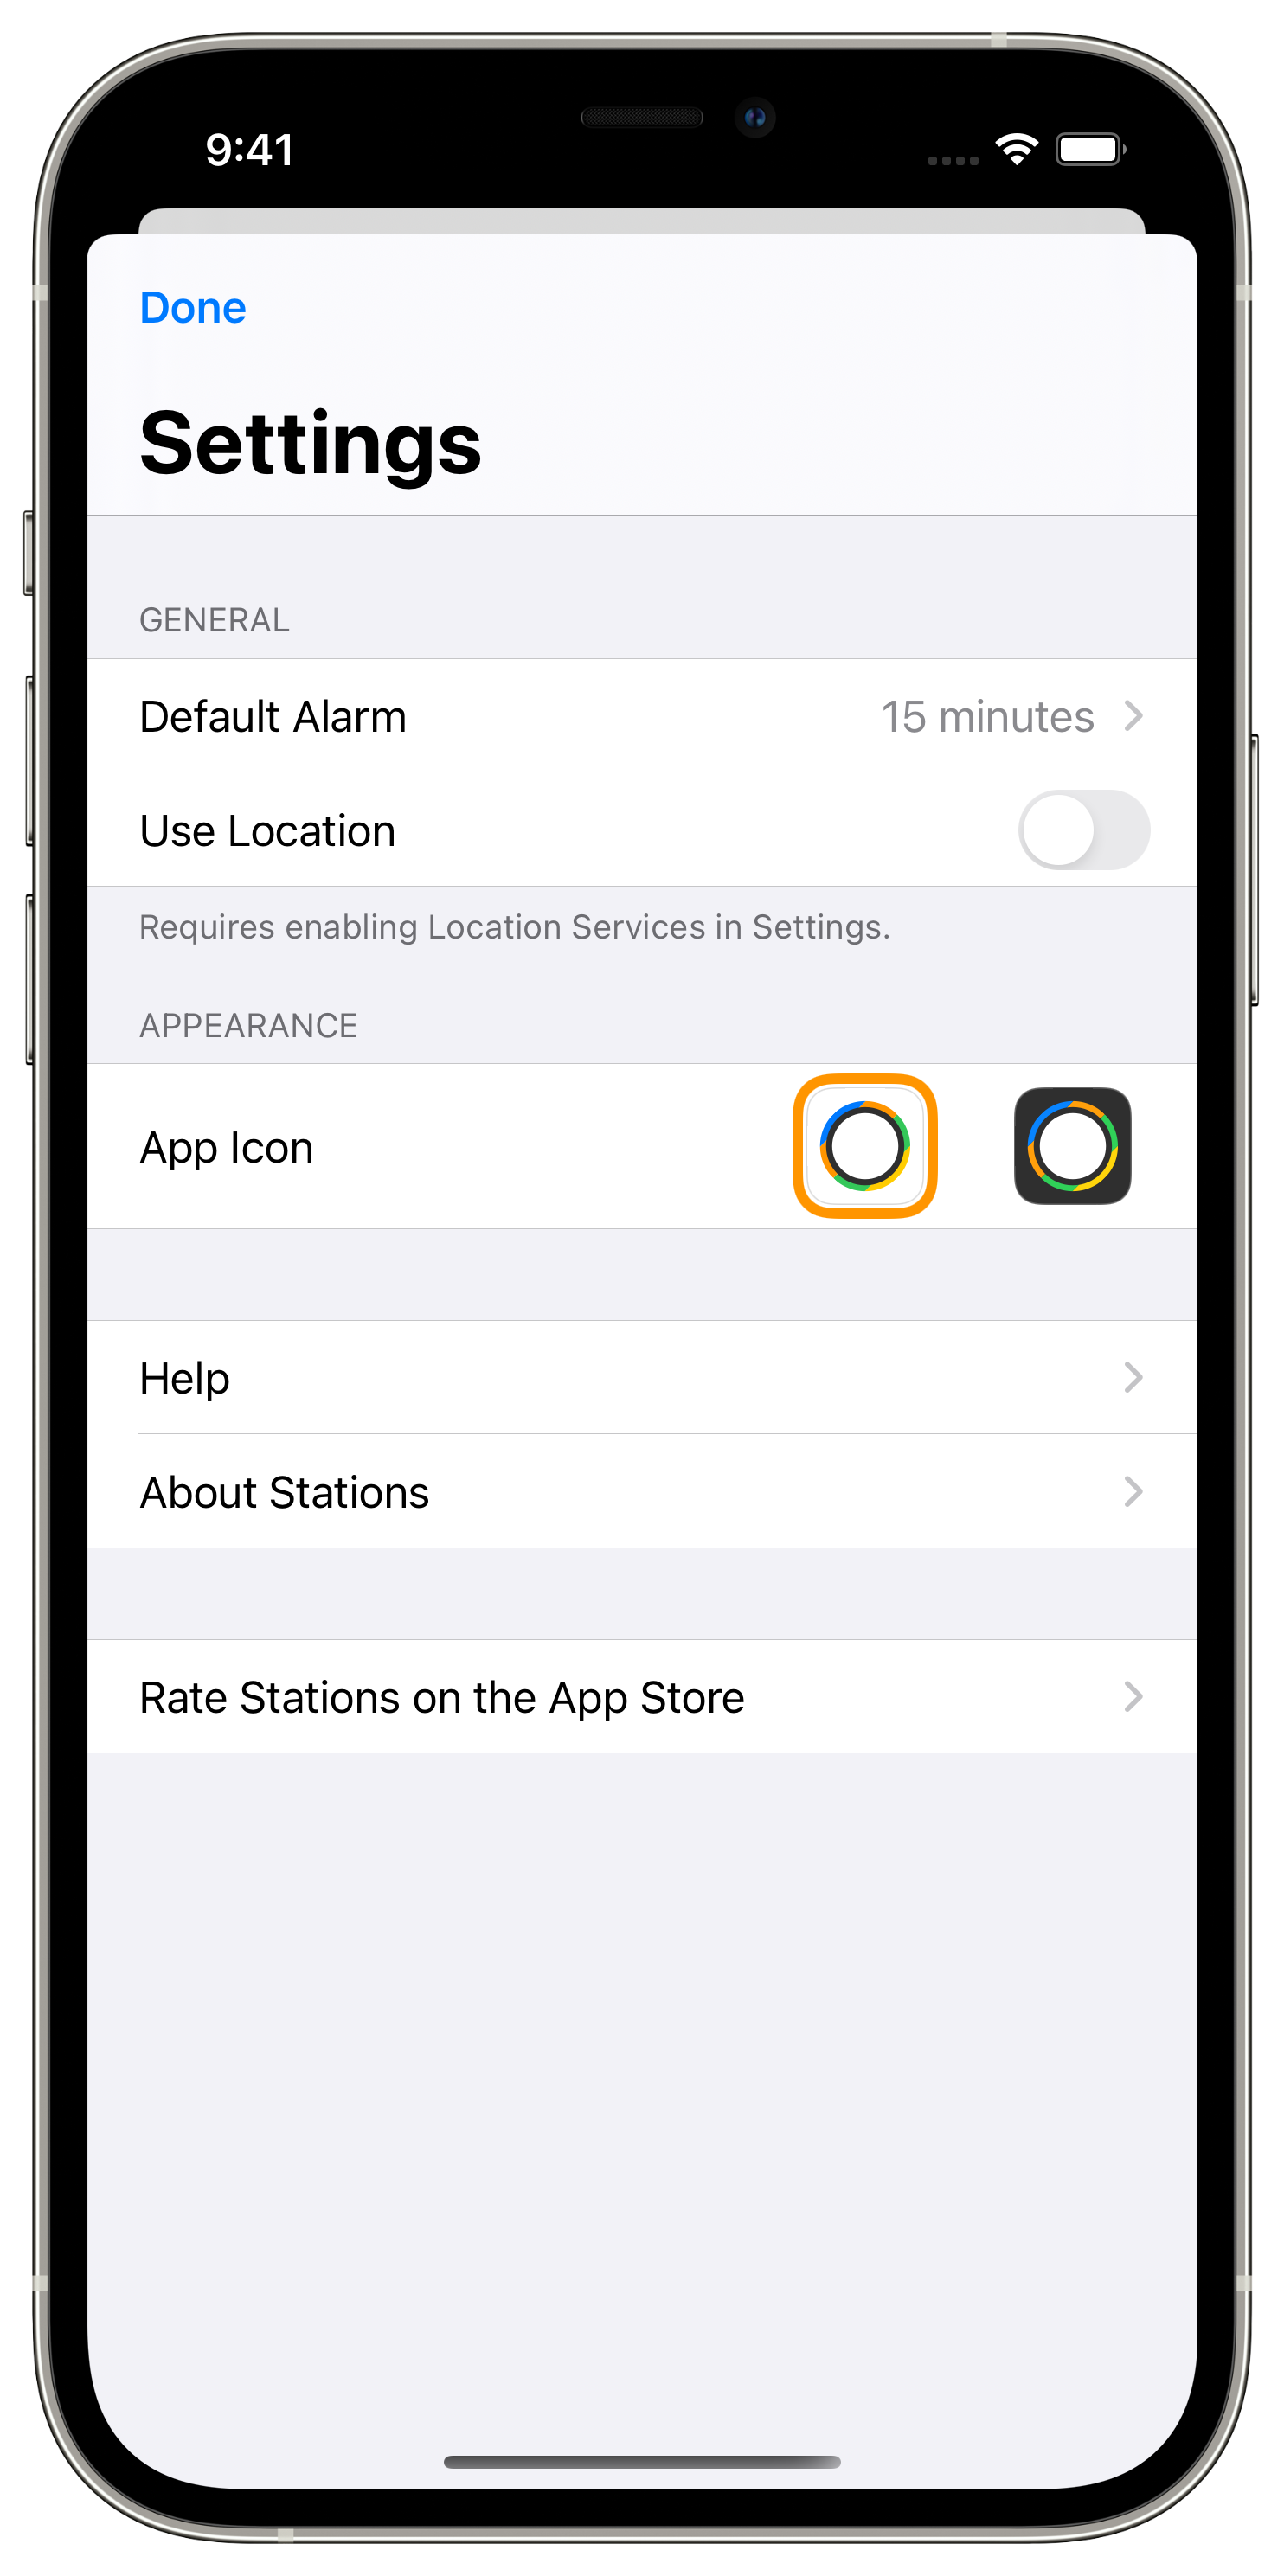 9:41
Done
Settings
GENERAL
Default Alarm 15 minutes
Use Location
Requires enabling Location Services in Settings.
APPEARANCE
App Icon
Help
About Stations
Rate Stations on the App Store